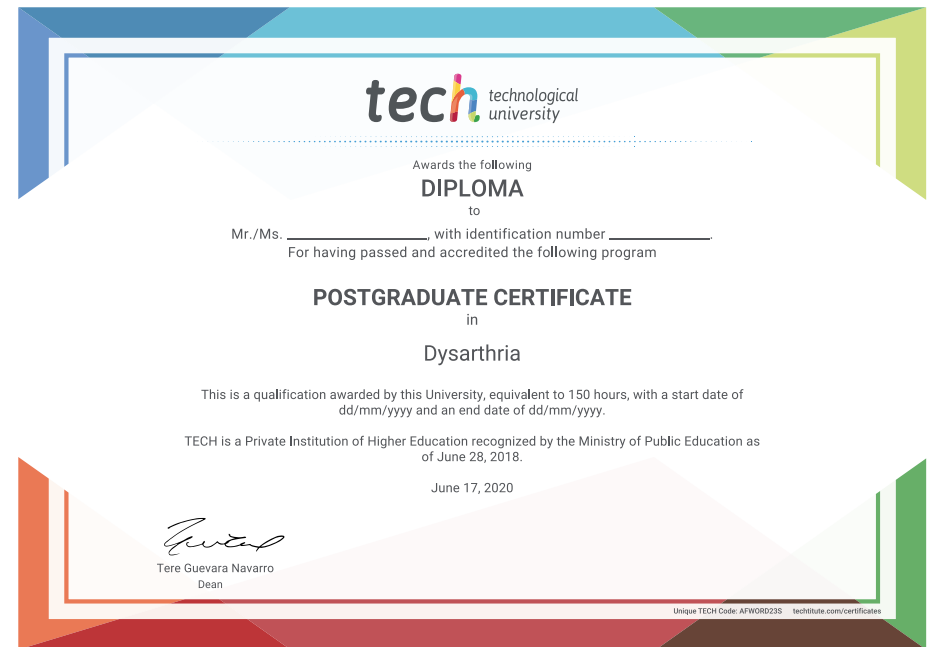 tech technological
university
Awards the following
DIPLOMA
to
Mr./Ms. ____________________, with identification number ______________.
For having passed and accredited the following program
POSTGRADUATE CERTIFICATE
in
Dysarthria
This is a qualification awarded by this University, equivalent to 150 hours, with a start date of
dd/mm/yyyy and an end date of dd/mm/yyyy.
TECH is a Private Institution of Higher Education recognized by the Ministry of Public Education as
of June 28, 2018.
June 17, 2020
Tere Guevara Navarro
Dean
Unique TECH Code: AFWORD23S techtitute.com/certificates